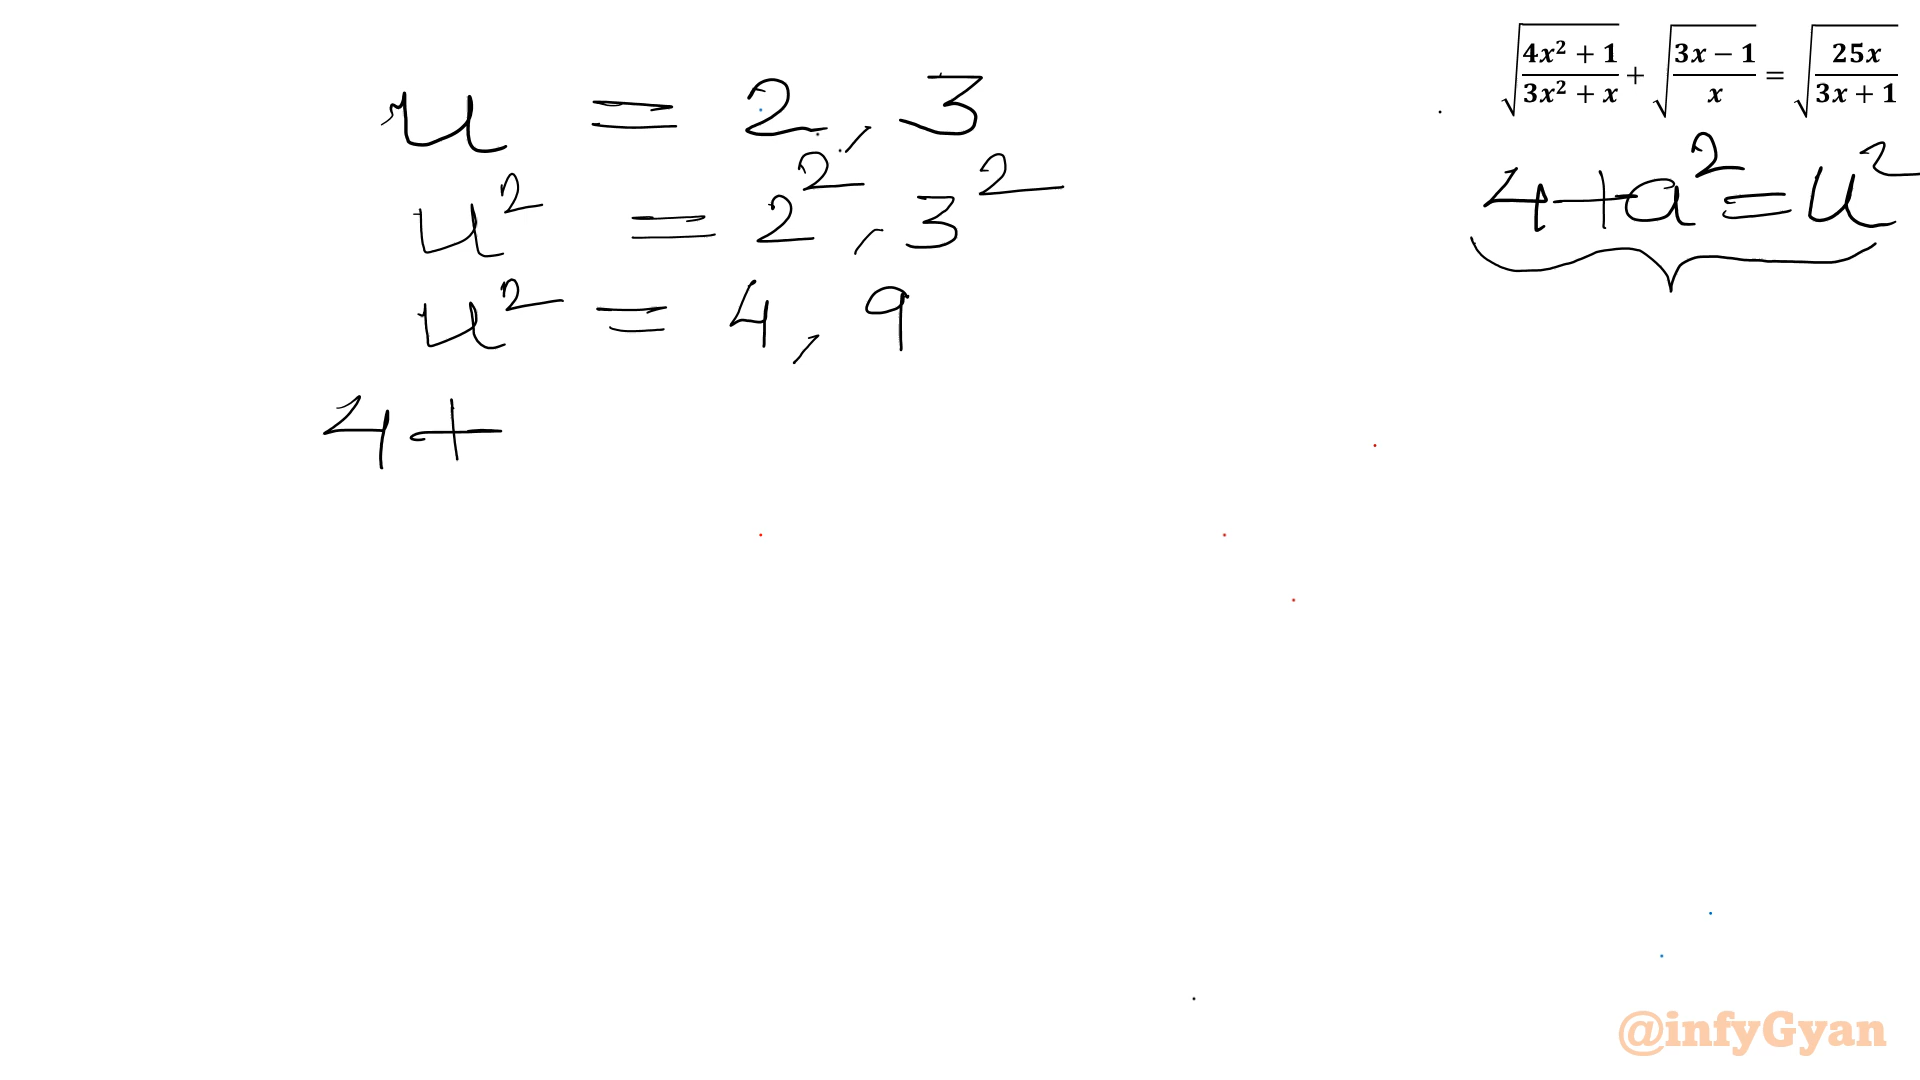 u = 2, 3
u² = 2², 3²
u² = 4, 9
4+
√((4x² + 1)/(3x² + x)) + √((3x − 1)/x) = √(25x/(3x + 1))
4+a²=u²
@infyGyan